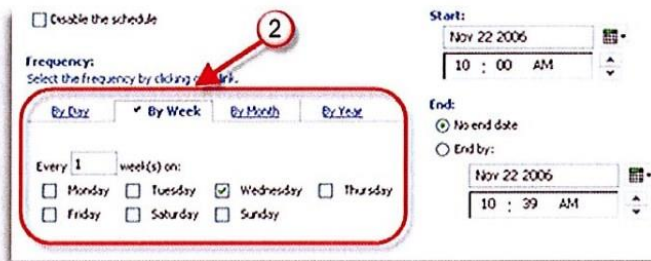 Disable the schedule
2
Frequency:
Select the frequency by clicking on link.
By Day
By Week
By Month
By Year
Every 1 week(s) on:
Monday Tuesday Wednesday Thursday
Friday Saturday Sunday
Start:
Nov 22 2006
10 : 00 AM
End:
No end date
End by:
Nov 22 2006
10 : 39 AM